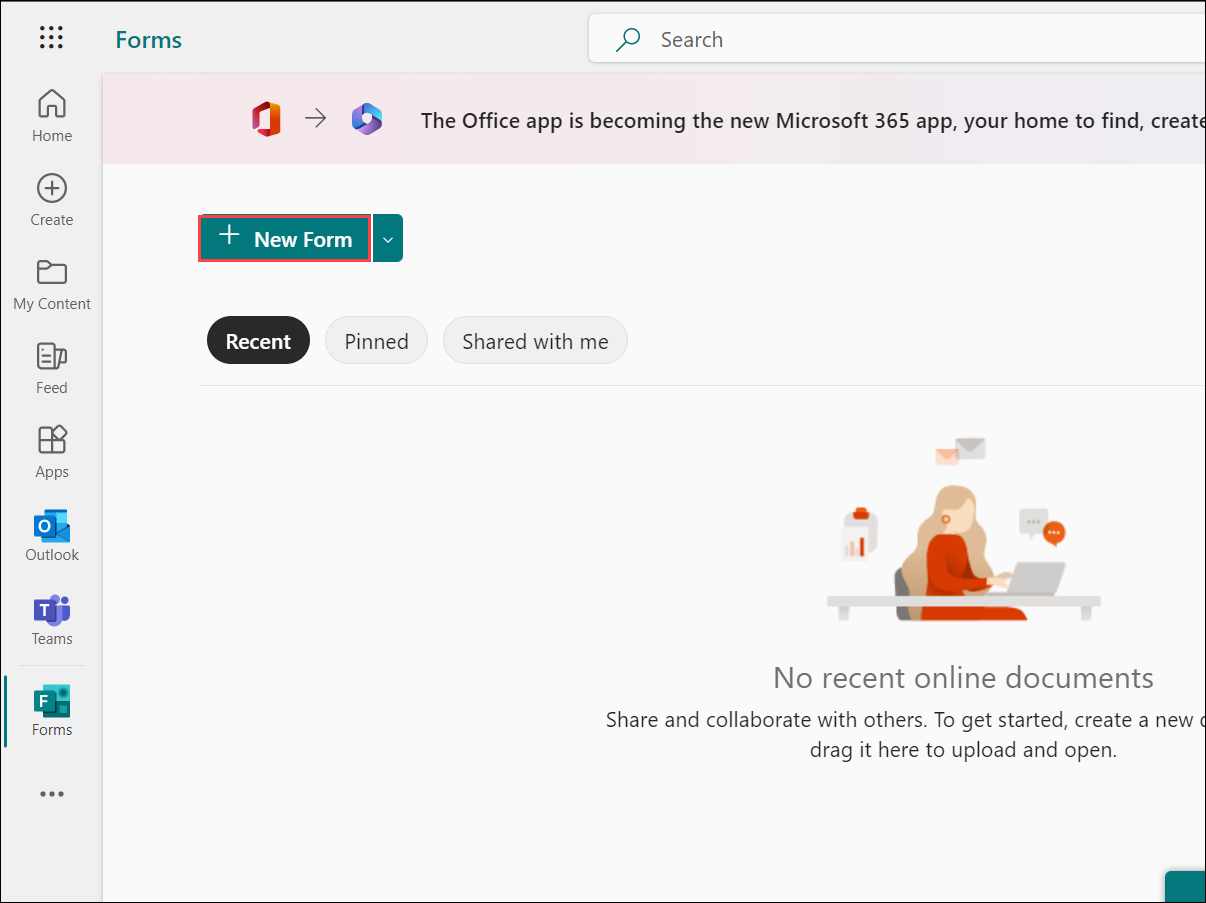 Forms
Search
Home
The Office app is becoming the new Microsoft 365 app, your home to find, create
Create
New Form
My Content
Recent
Pinned
Shared with me
Feed
Apps
Outlook
Teams
Forms
No recent online documents
Share and collaborate with others. To get started, create a new
drag it here to upload and open.